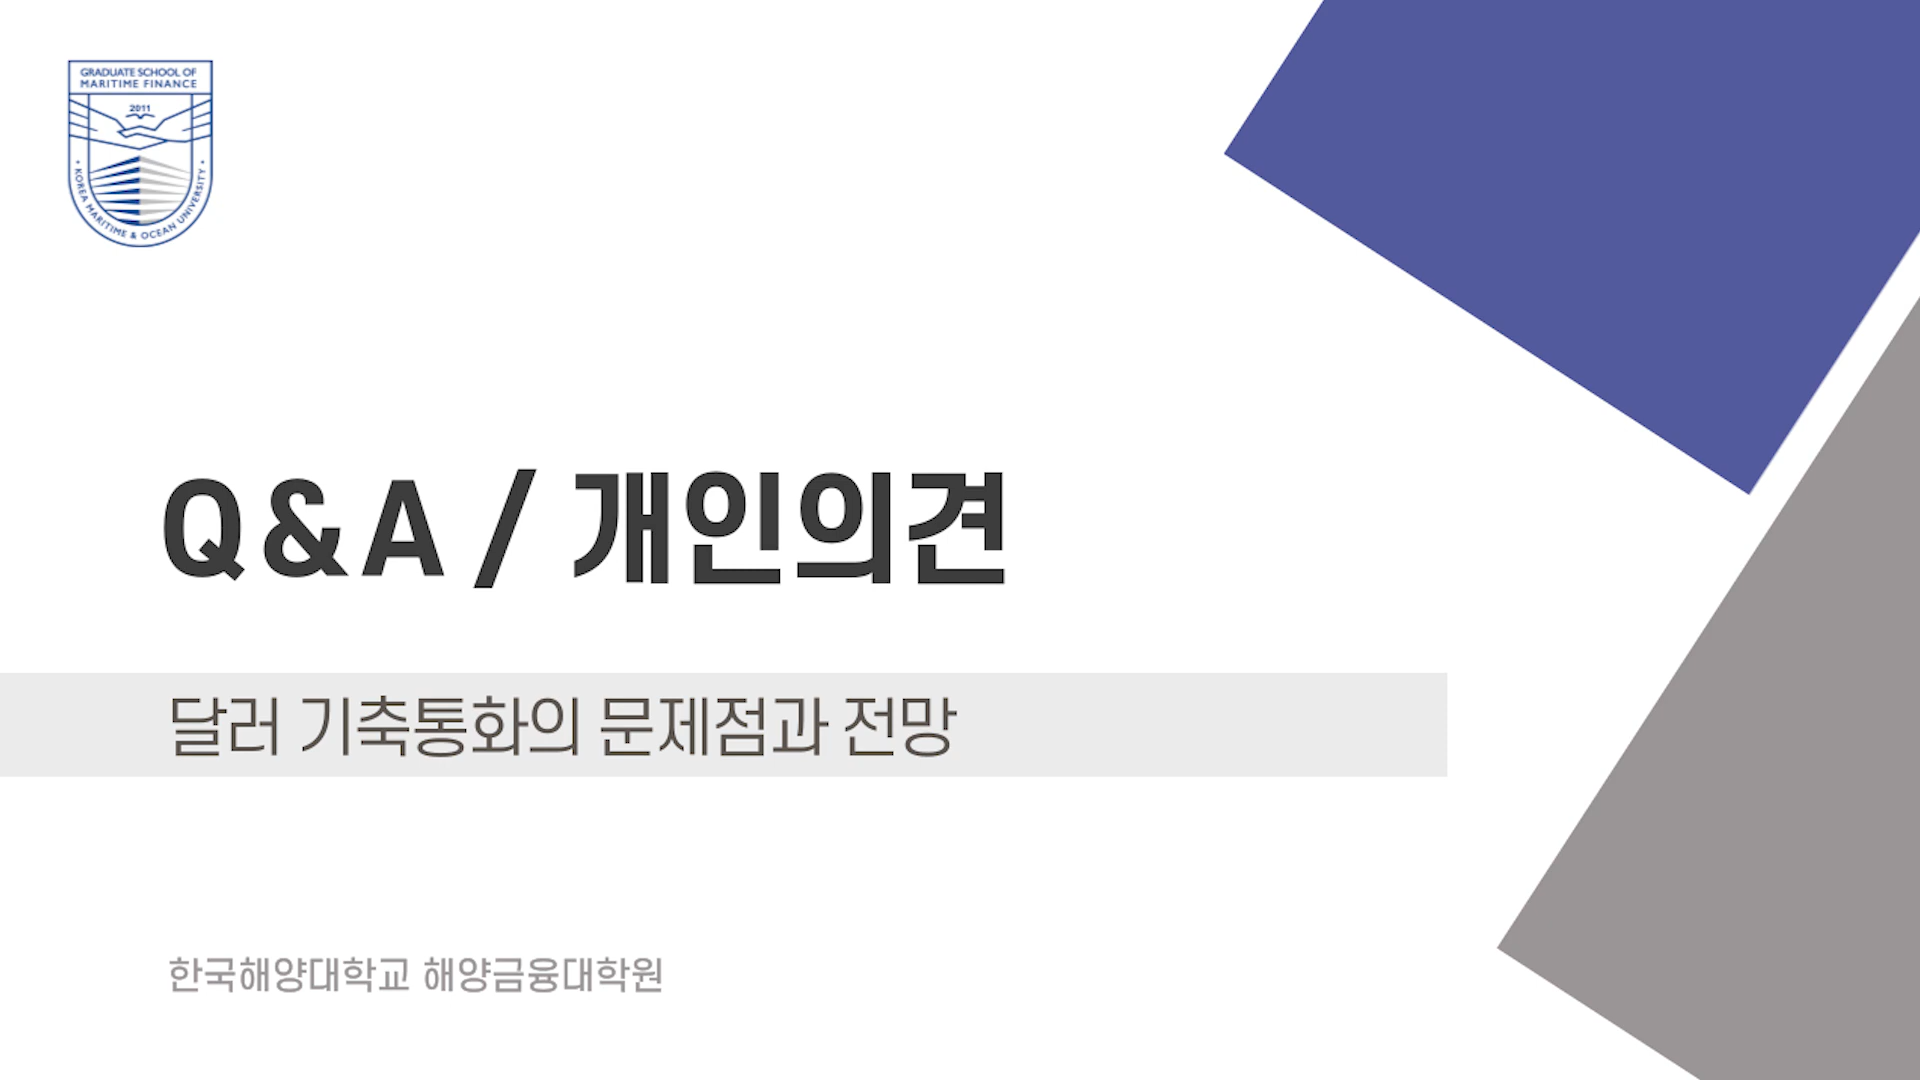 GRADUATE SCHOOL OF
MARITIME FINANCE
2011
• KOREA MARITIME & OCEAN UNIVERSITY •
Q & A / 개인의견
달러 기축통화의 문제점과 전망
한국해양대학교 해양금융대학원